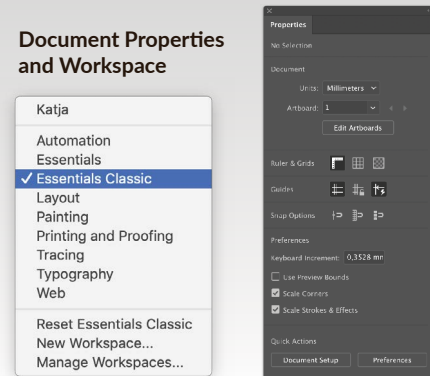 Document Properties
and Workspace
Katja
Automation
Essentials
✓ Essentials Classic
Layout
Painting
Printing and Proofing
Tracing
Typography
Web
Reset Essentials Classic
New Workspace...
Manage Workspaces...
Properties
No Selection
Document
Units: Millimeters
Artboard: 1
Edit Artboards
Ruler & Grids
Guides
Snap Options
Preferences
Keyboard Increment: 0,3528 mm
Use Preview Bounds
Scale Corners
Scale Strokes & Effects
Quick Actions
Document Setup Preferences